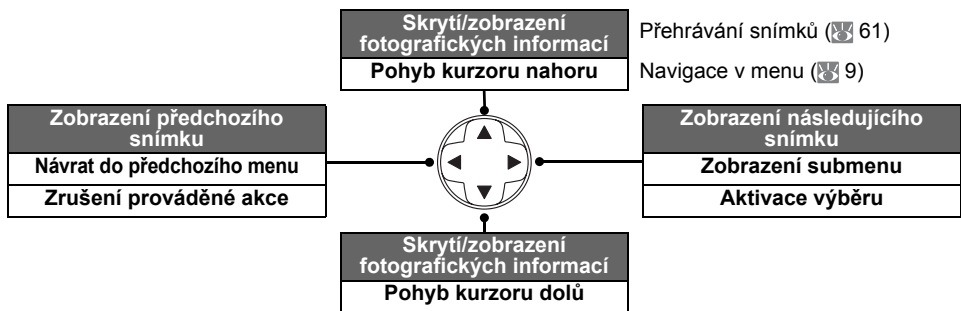 Skrytí/zobrazení
fotografických informací
Pohyb kurzoru nahoru
Přehrávání snímků ( 61)
Navigace v menu ( 9)
Zobrazení předchozího
snímku
Návrat do předchozího menu
Zrušení prováděné akce
Zobrazení následujícího
snímku
Zobrazení submenu
Aktivace výběru
Skrytí/zobrazení
fotografických informací
Pohyb kurzoru dolů